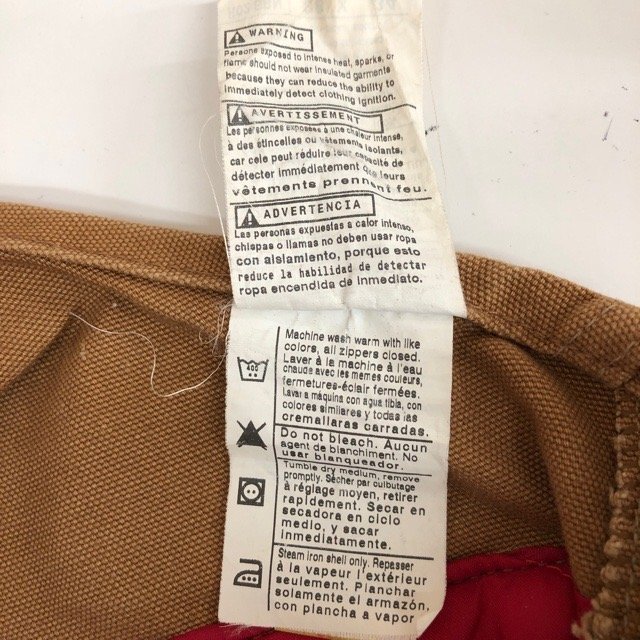 WARNING
Persons exposed to intense heat, sparks, or
flame should not wear insulated garments
because they can reduce the ability to
immediately detect clothing ignition.
AVERTISSEMENT
Les personnes exposées à une chaleur intense,
à des étincelles ou vêtements isolants,
car cele peut réduire leur capacité de
détecter immédiatement que leurs
vêtements prennent feu.
ADVERTENCIA
Las personas expuestas a calor intenso,
chispas o llamas no deben usar ropa
con aislamiento, porque esto
reduce la habilidad de detectar
ropa encendida de inmediato.
Machine wash warm with like
colors, all zippers closed.
Laver à la machine à l'eau
chaude avec les memes couleurs,
fermetures-éclair fermées.
Lavar a máquina con agua tibia, con
colores similares y todas las
cremalleras carradas.
Do not bleach. Aucun
agent de blanchiment. No
usar blanqueador.
Tumble dry medium, remove
promptly. Sécher par culbutage
à réglage moyen, retirer
rapidement. Secar en
secadora en ciclo
medio, y sacar
inmediatamente.
Steam iron shell only. Repasser
à la vapeur l'extérieur
seulement. Planchar
solamente el armazón,
con plancha a vapor